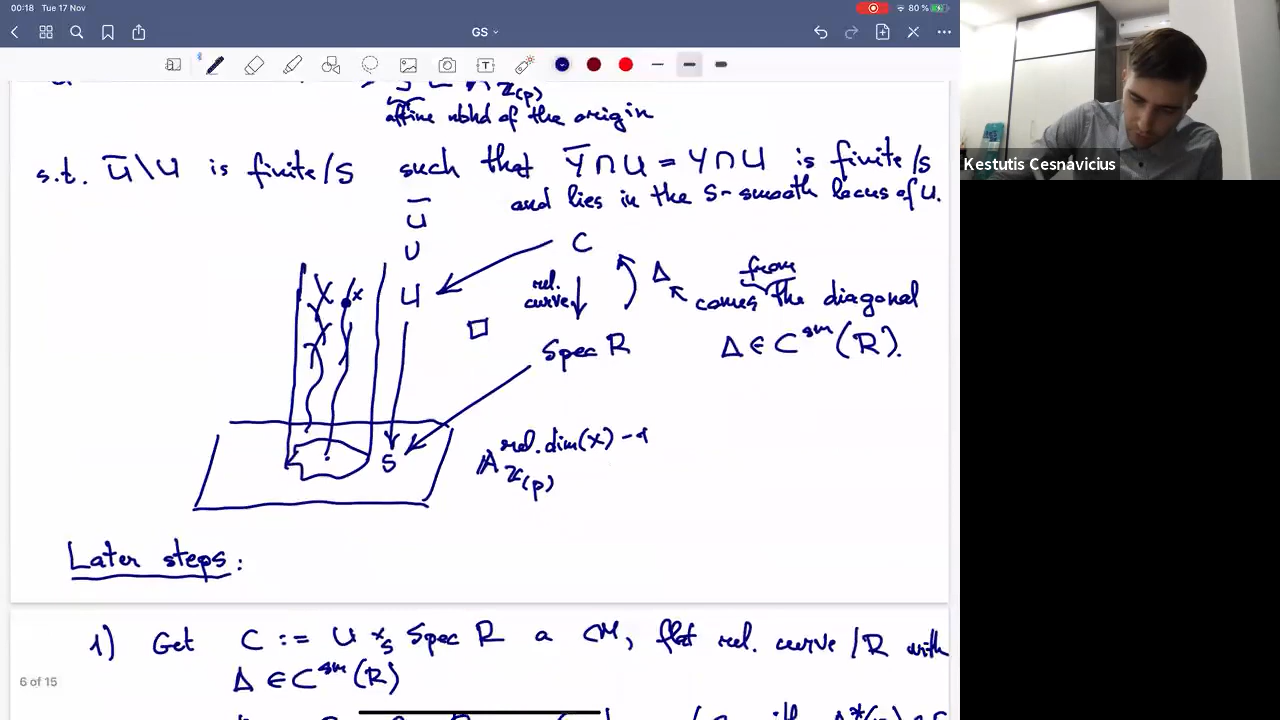 00:18 Tue 17 Nov
80 %
GS
ℤ(p)
affine nbhd of the origin
s.t. Ū\U is finite/S such that Ȳ∩U = Y∩U is finite/S
and lies in the S-smooth locus of U.
Ū
∪
U
C
rel. curve
Δ
comes from the diagonal
Δ ∈ C^sm(R).
□
Spec R
x
S
𝔸^{rel.dim(x)-1}_{ℤ(p)}
Later steps:
1) Get C := U ×_S Spec R a CM, flat rel. curve /R with
Δ ∈ C^sm(R)
6 of 15
Kestutis Cesnavicius